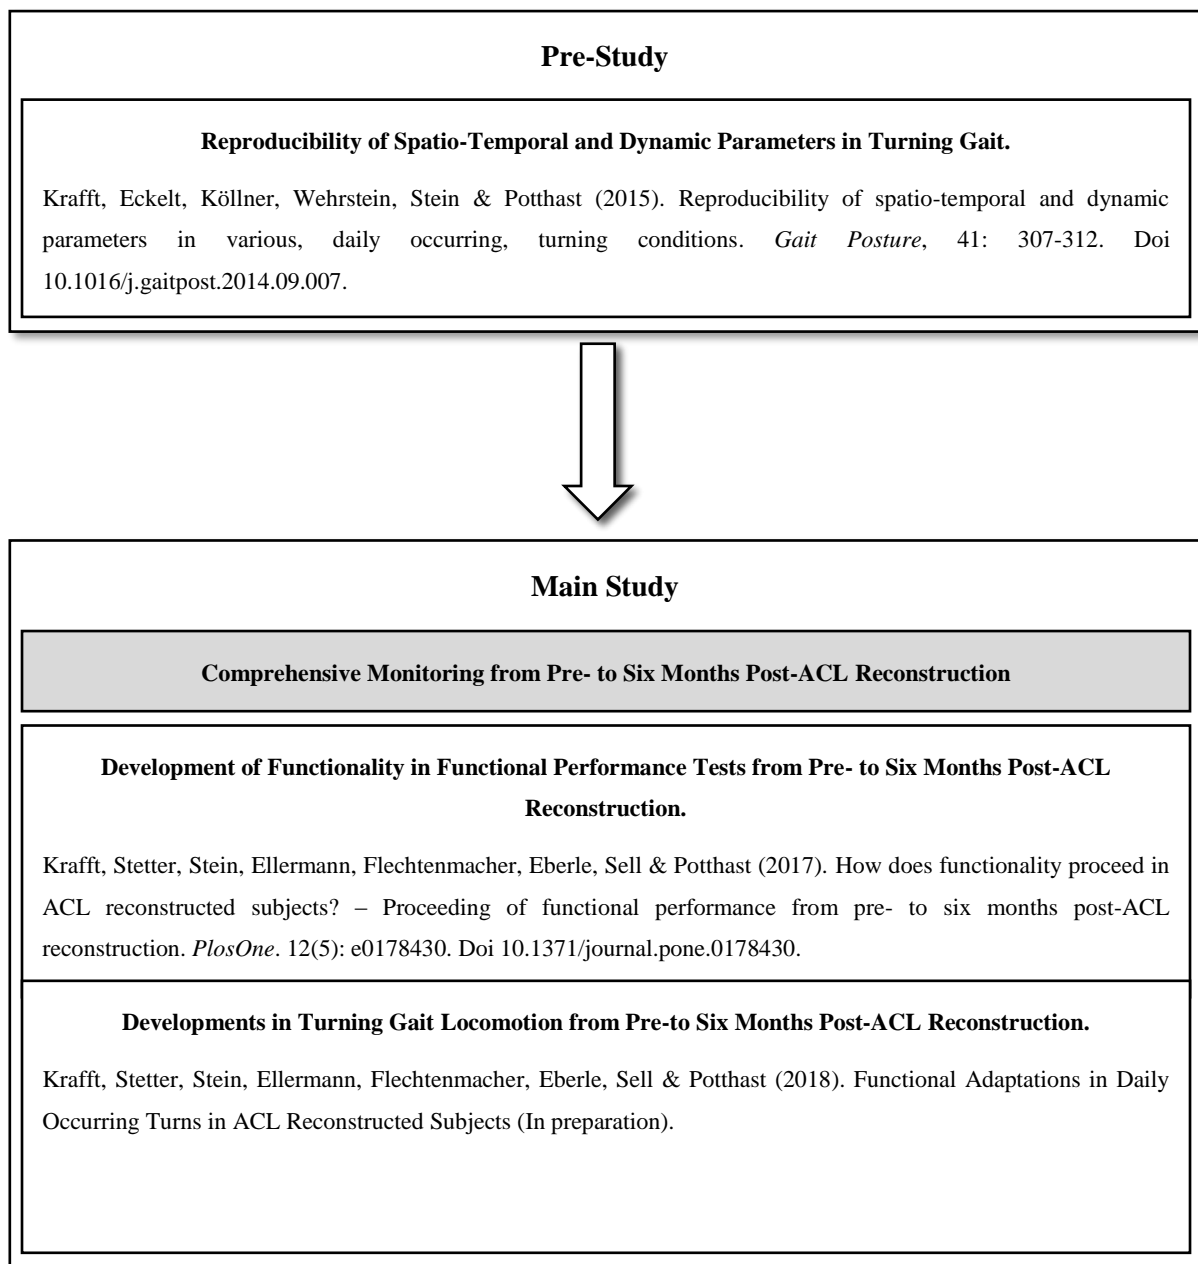 Pre-Study
Reproducibility of Spatio-Temporal and Dynamic Parameters in Turning Gait.
Krafft, Eckelt, Köllner, Wehrstein, Stein & Potthast (2015). Reproducibility of spatio-temporal and dynamic
parameters in various, daily occurring, turning conditions. Gait Posture, 41: 307-312. Doi
10.1016/j.gaitpost.2014.09.007.
Main Study
Comprehensive Monitoring from Pre- to Six Months Post-ACL Reconstruction
Development of Functionality in Functional Performance Tests from Pre- to Six Months Post-ACL
Reconstruction.
Krafft, Stetter, Stein, Ellermann, Flechtenmacher, Eberle, Sell & Potthast (2017). How does functionality proceed in
ACL reconstructed subjects? – Proceeding of functional performance from pre- to six months post-ACL
reconstruction. PlosOne. 12(5): e0178430. Doi 10.1371/journal.pone.0178430.
Developments in Turning Gait Locomotion from Pre-to Six Months Post-ACL Reconstruction.
Krafft, Stetter, Stein, Ellermann, Flechtenmacher, Eberle, Sell & Potthast (2018). Functional Adaptations in Daily
Occurring Turns in ACL Reconstructed Subjects (In preparation).